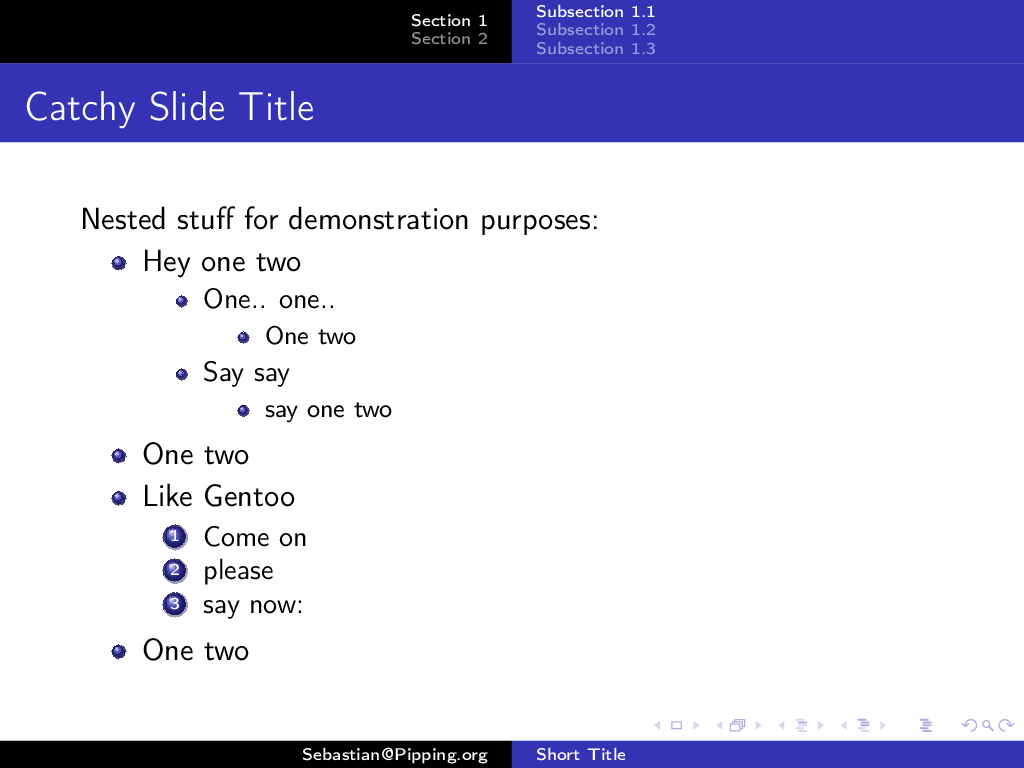 Section 1
Section 2
Subsection 1.1
Subsection 1.2
Subsection 1.3
Catchy Slide Title
Nested stuff for demonstration purposes:
Hey one two
One.. one..
One two
Say say
say one two
One two
Like Gentoo
1 Come on
2 please
3 say now:
One two
Sebastian@Pipping.org
Short Title